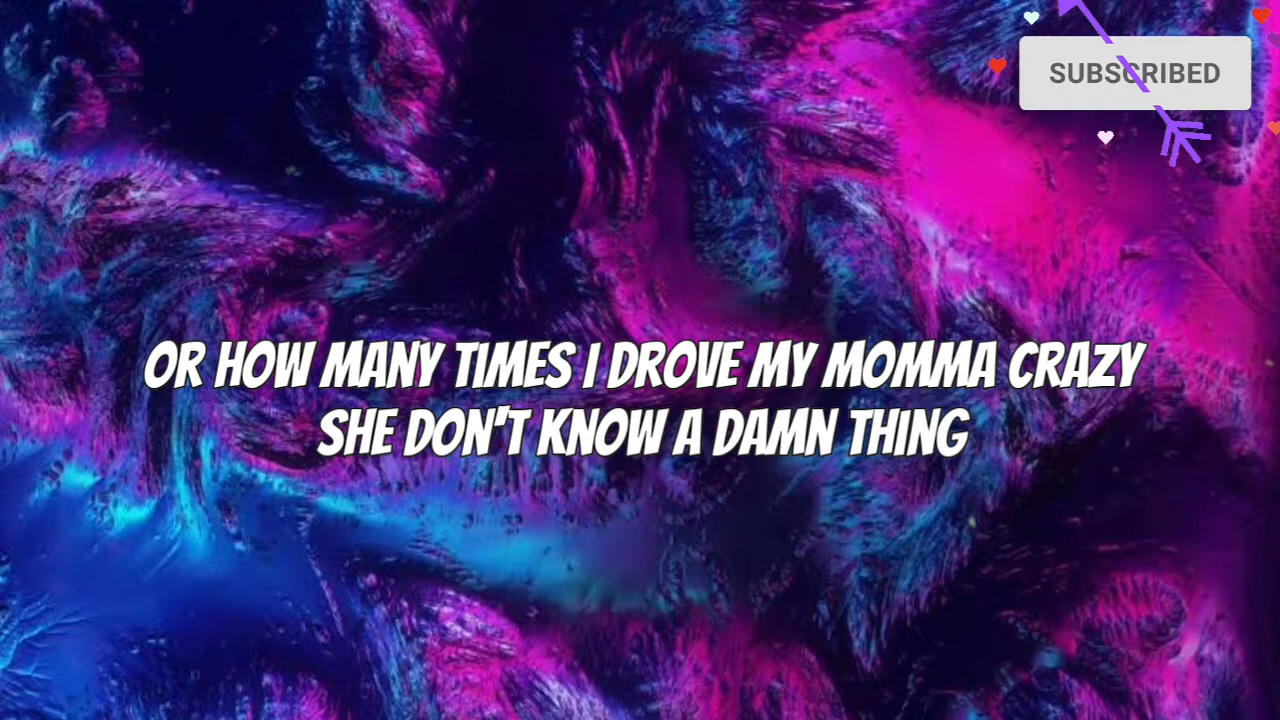 SUBSCRIBED
OR HOW MANY TIMES I DROVE MY MOMMA CRAZY
SHE DON'T KNOW A DAMN THING